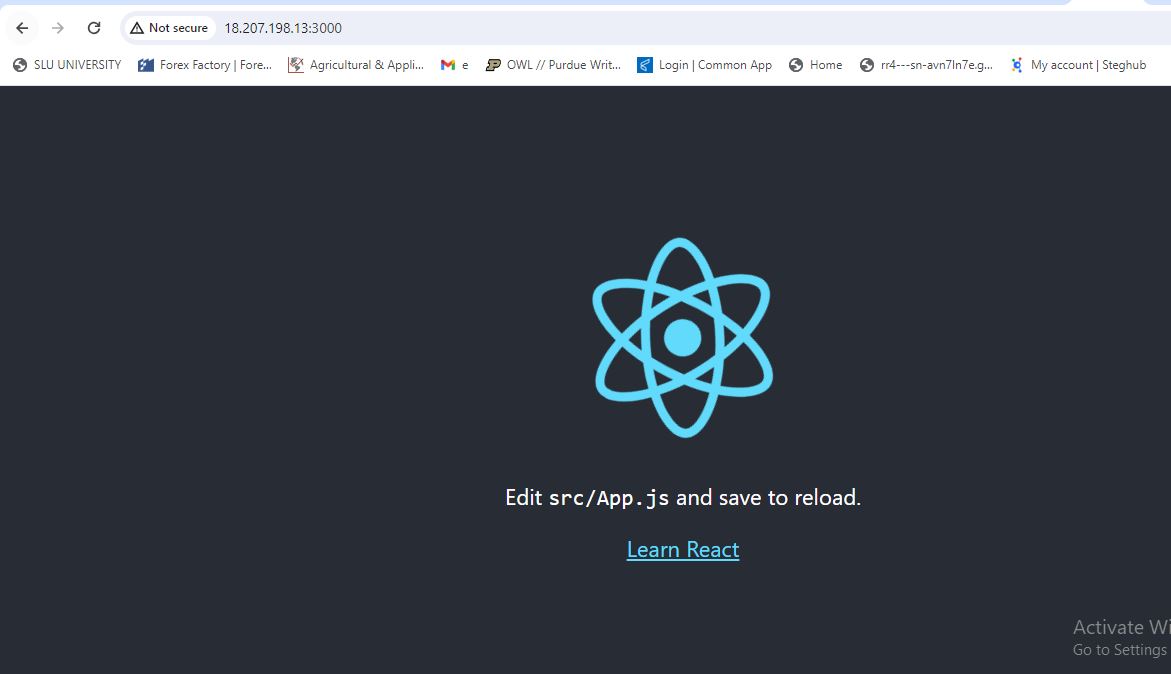 Not secure 18.207.198.13:3000
SLU UNIVERSITY Forex Factory | Fore... Agricultural & Appli... e OWL // Purdue Writ... Login | Common App Home rr4---sn-avn7ln7e.g... My account | Steghub
Edit src/App.js and save to reload.
Learn React
Activate Wi
Go to Settings